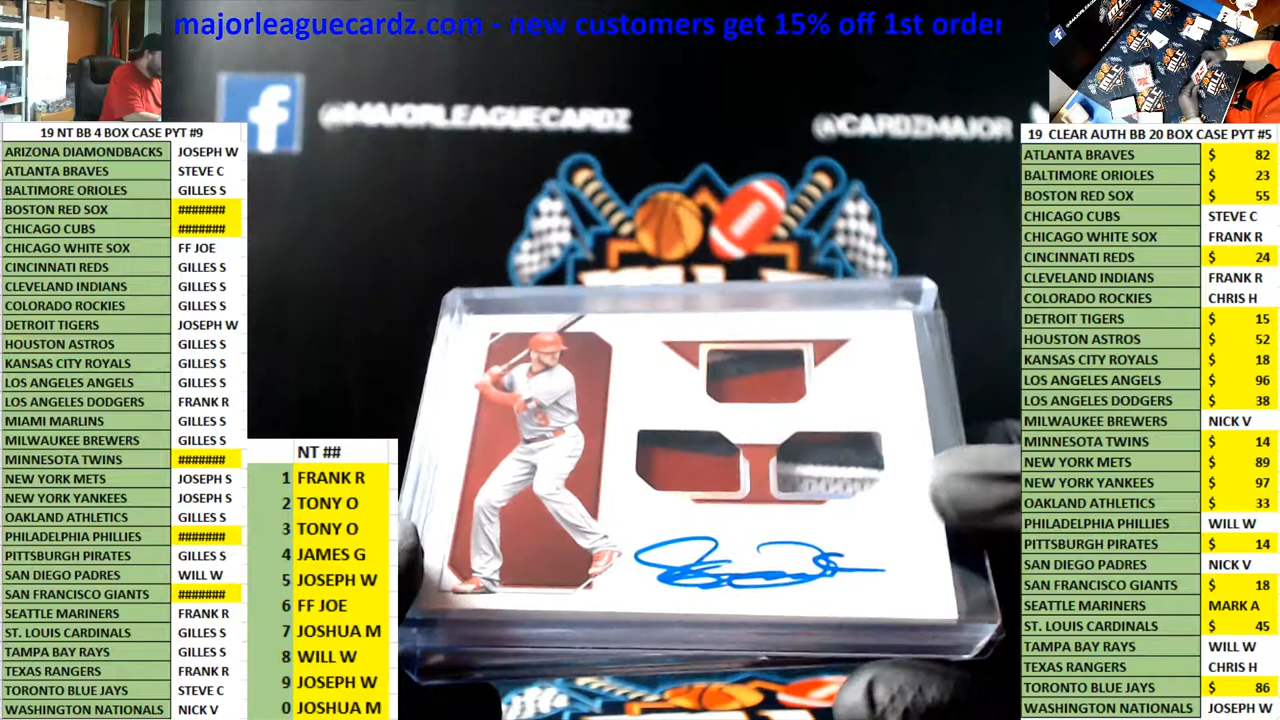 majorleaguecardz.com - new customers get 15% off 1st order
@MAJORLEAGUECARDZ
@CARDZMAJOR
19 NT BB 4 BOX CASE PYT #9
ARIZONA DIAMONDBACKS JOSEPH W
ATLANTA BRAVES STEVE C
BALTIMORE ORIOLES GILLES S
BOSTON RED SOX #######
CHICAGO CUBS #######
CHICAGO WHITE SOX FF JOE
CINCINNATI REDS GILLES S
CLEVELAND INDIANS GILLES S
COLORADO ROCKIES GILLES S
DETROIT TIGERS JOSEPH W
HOUSTON ASTROS GILLES S
KANSAS CITY ROYALS GILLES S
LOS ANGELES ANGELS GILLES S
LOS ANGELES DODGERS FRANK R
MIAMI MARLINS GILLES S
MILWAUKEE BREWERS GILLES S
MINNESOTA TWINS #######
NEW YORK METS JOSEPH S
NEW YORK YANKEES JOSEPH S
OAKLAND ATHLETICS GILLES S
PHILADELPHIA PHILLIES #######
PITTSBURGH PIRATES GILLES S
SAN DIEGO PADRES WILL W
SAN FRANCISCO GIANTS #######
SEATTLE MARINERS FRANK R
ST. LOUIS CARDINALS GILLES S
TAMPA BAY RAYS GILLES S
TEXAS RANGERS FRANK R
TORONTO BLUE JAYS STEVE C
WASHINGTON NATIONALS NICK V
NT ##
1 FRANK R
2 TONY O
3 TONY O
4 JAMES G
5 JOSEPH W
6 FF JOE
7 JOSHUA M
8 WILL W
9 JOSEPH W
0 JOSHUA M
19 CLEAR AUTH BB 20 BOX CASE PYT #5
ATLANTA BRAVES $ 82
BALTIMORE ORIOLES $ 23
BOSTON RED SOX $ 55
CHICAGO CUBS STEVE C
CHICAGO WHITE SOX FRANK R
CINCINNATI REDS $ 24
CLEVELAND INDIANS FRANK R
COLORADO ROCKIES CHRIS H
DETROIT TIGERS $ 15
HOUSTON ASTROS $ 52
KANSAS CITY ROYALS $ 18
LOS ANGELES ANGELS $ 96
LOS ANGELES DODGERS $ 38
MILWAUKEE BREWERS NICK V
MINNESOTA TWINS $ 14
NEW YORK METS $ 89
NEW YORK YANKEES $ 97
OAKLAND ATHLETICS $ 33
PHILADELPHIA PHILLIES WILL W
PITTSBURGH PIRATES $ 14
SAN DIEGO PADRES NICK V
SAN FRANCISCO GIANTS $ 18
SEATTLE MARINERS MARK A
ST. LOUIS CARDINALS $ 45
TAMPA BAY RAYS WILL W
TEXAS RANGERS CHRIS H
TORONTO BLUE JAYS $ 86
WASHINGTON NATIONALS JOSEPH W